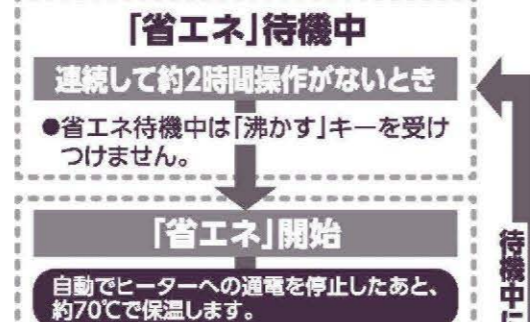 「省エネ」待機中
連続して約2時間操作がないとき
●省エネ待機中は「沸かす」キーを受け
つけません。
「省エネ」開始
自動でヒーターへの通電を停止したあと、
約70℃で保温します。
待機中に